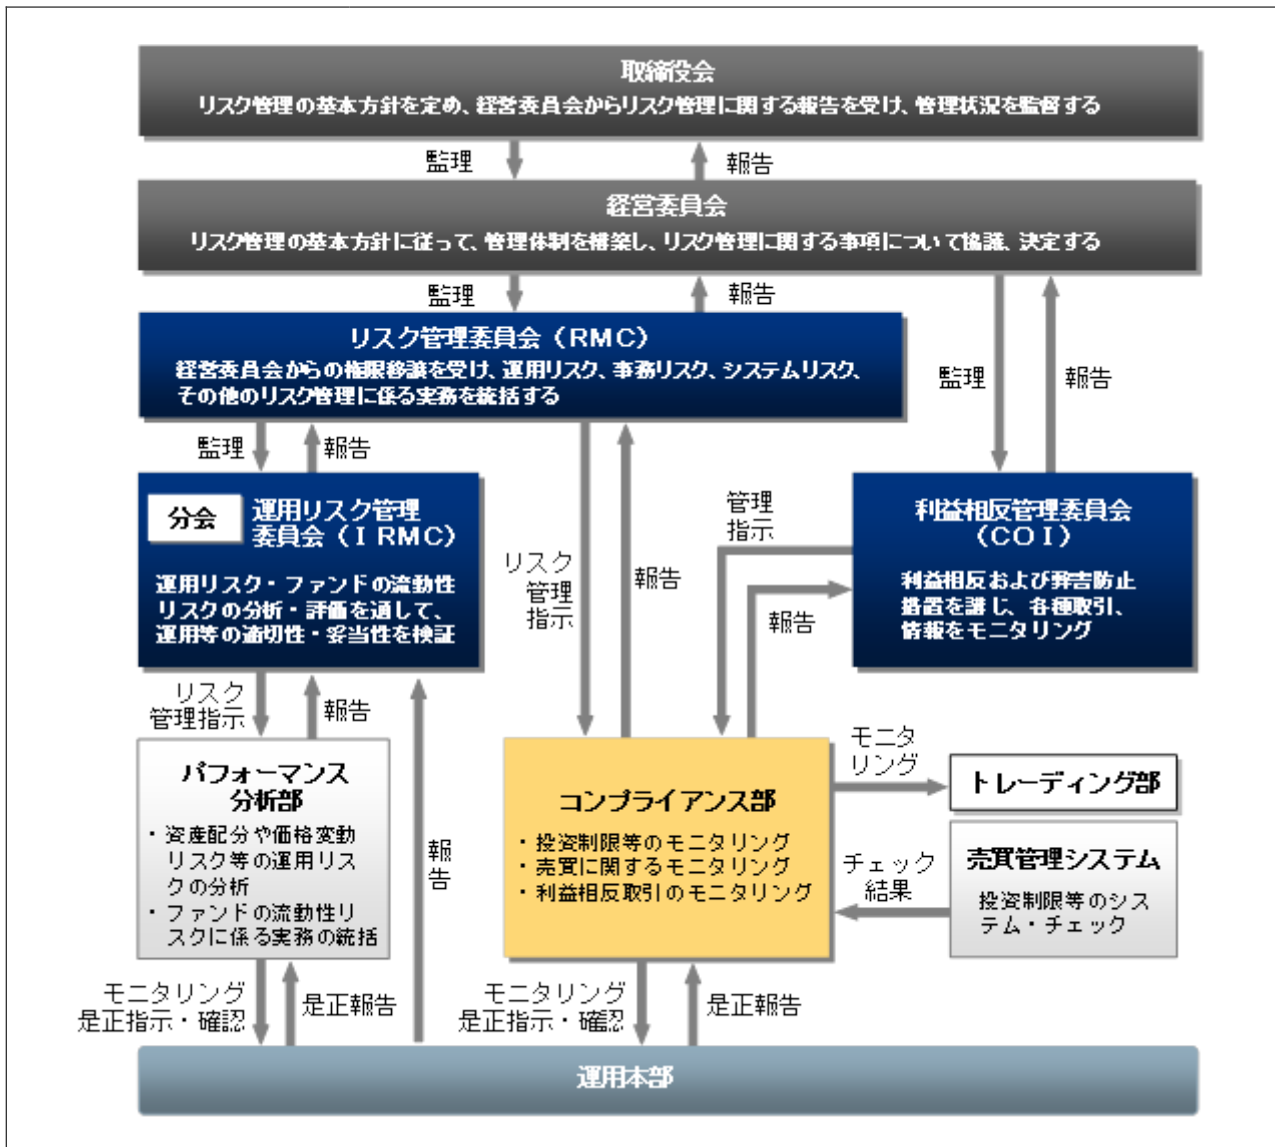 取締役会
リスク管理の基本方針を定め、経営委員会からリスク管理に関する報告を受け、管理状況を監督する
監理
報告
経営委員会
リスク管理の基本方針に従って、管理体制を構築し、リスク管理に関する事項について協議、決定する
監理
報告
監理
報告
リスク管理委員会（RMC）
経営委員会からの権限移譲を受け、運用リスク、事務リスク、システムリスク、
その他のリスク管理に係る実務を統括する
監理
報告
分会
運用リスク管理
委員会（ＩRMC）
運用リスク・ファンドの流動性
リスクの分析・評価を通して、
運用等の適切性・妥当性を検証
リスク
管理
指示
報告
管理
指示
報告
利益相反管理委員会
（COI）
利益相反および弊害防止
措置を講じ、各種取引、
情報をモニタリング
リスク
管理指示
報告
パフォーマンス
分析部
・資産配分や価格変動
リスク等の運用リス
クの分析
・ファンドの流動性リ
スクに係る実務の統括
報
告
コンプライアンス部
・投資制限等のモニタリング
・売買に関するモニタリング
・利益相反取引のモニタリング
モニタ
リング
トレーディング部
チェック
結果
売買管理システム
投資制限等のシス
テム・チェック
モニタリング
是正指示・確認
是正報告
モニタリング
是正指示・確認
是正報告
運用本部